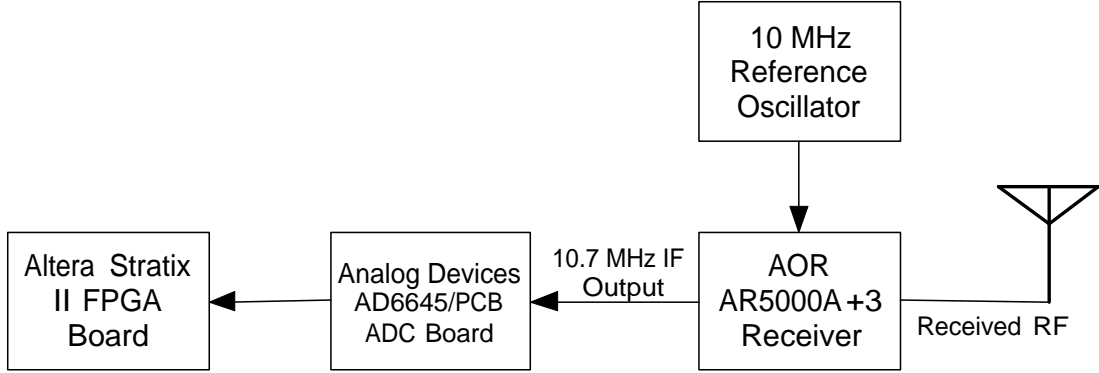 10 MHz
Reference
Oscillator
Altera Stratix
II FPGA
Board
Analog Devices
AD6645/PCB
ADC Board
10.7 MHz IF
Output
AOR
AR5000A +3
Receiver
Received RF